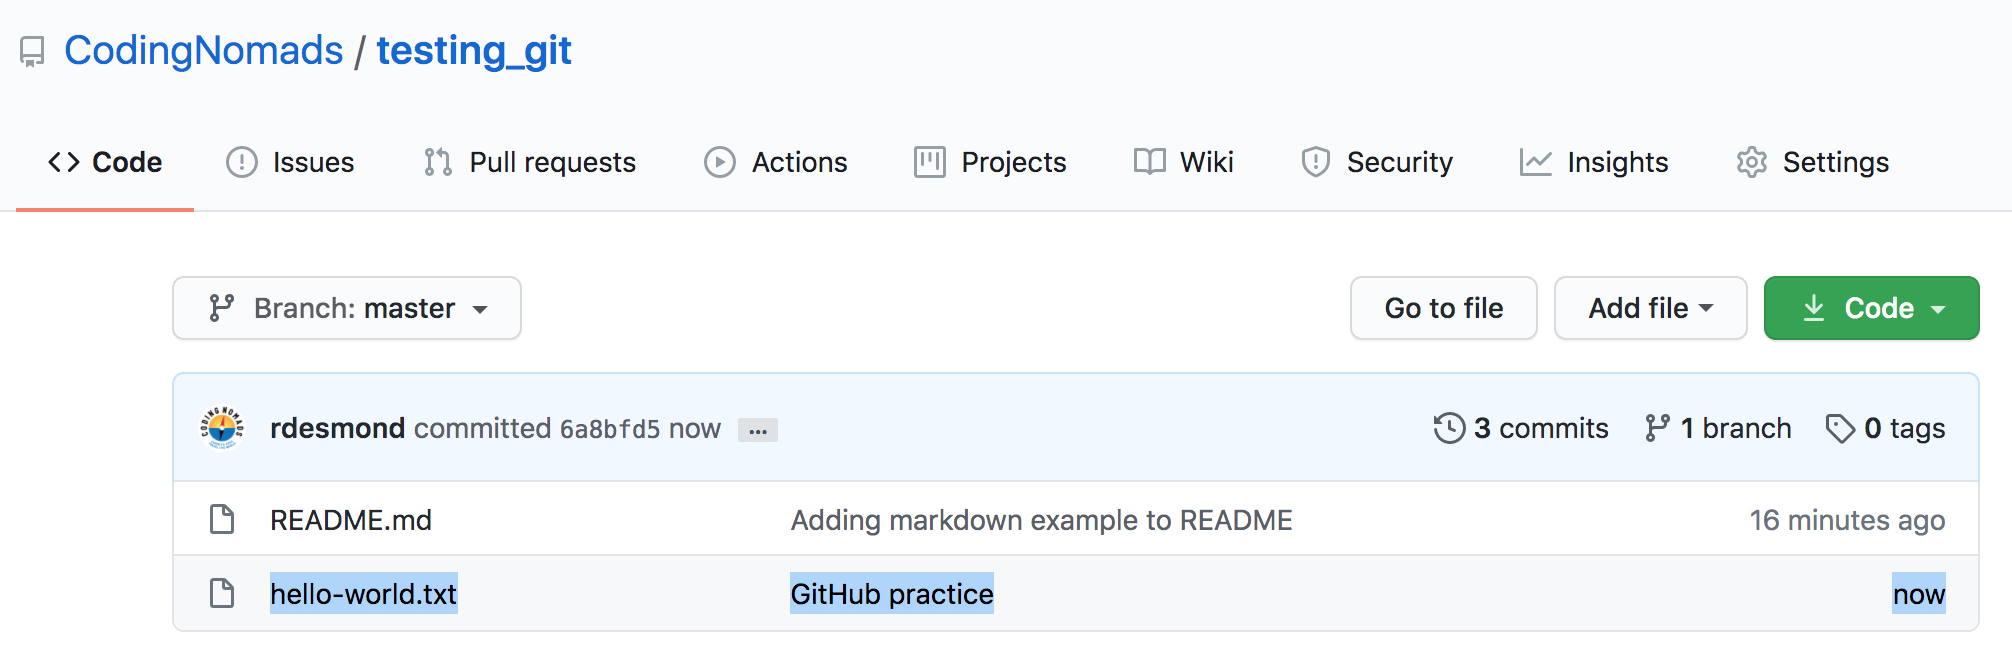 CodingNomads / testing_git
<> Code Issues Pull requests Actions Projects Wiki Security Insights Settings
Branch: master Go to file Add file Code
CODING NOMADS rdesmond committed 6a8bfd5 now ... 3 commits 1 branch 0 tags
README.md Adding markdown example to README 16 minutes ago
hello-world.txt GitHub practice now